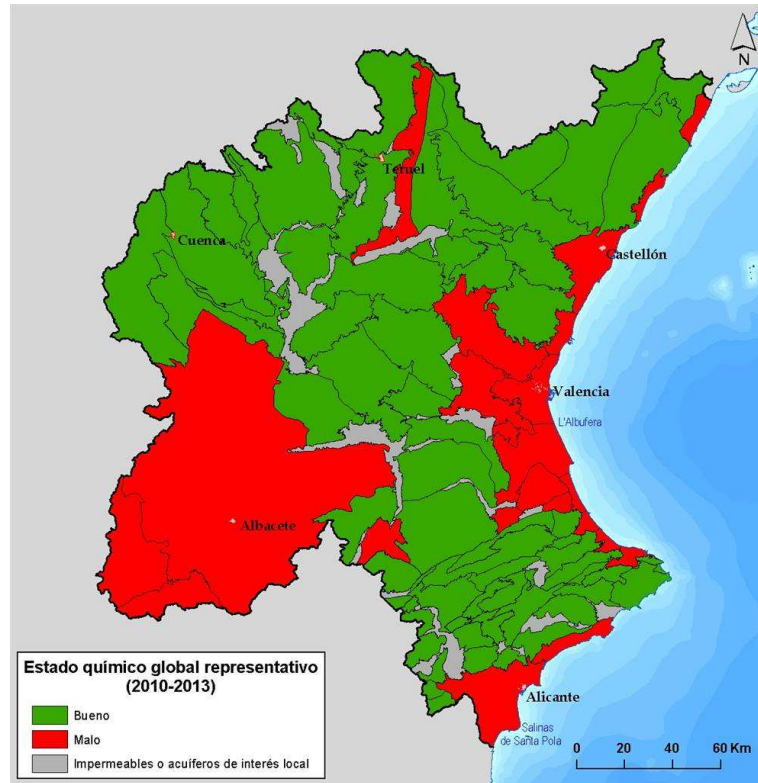 N
Teruel
Cuenca
Castellón
Valencia
L'Albufera
Albacete
Alicante
Salinas
de Santa Pola
Estado químico global representativo
(2010-2013)
Bueno
Malo
Impermeables o acuíferos de interés local
0 20 40 60 Km